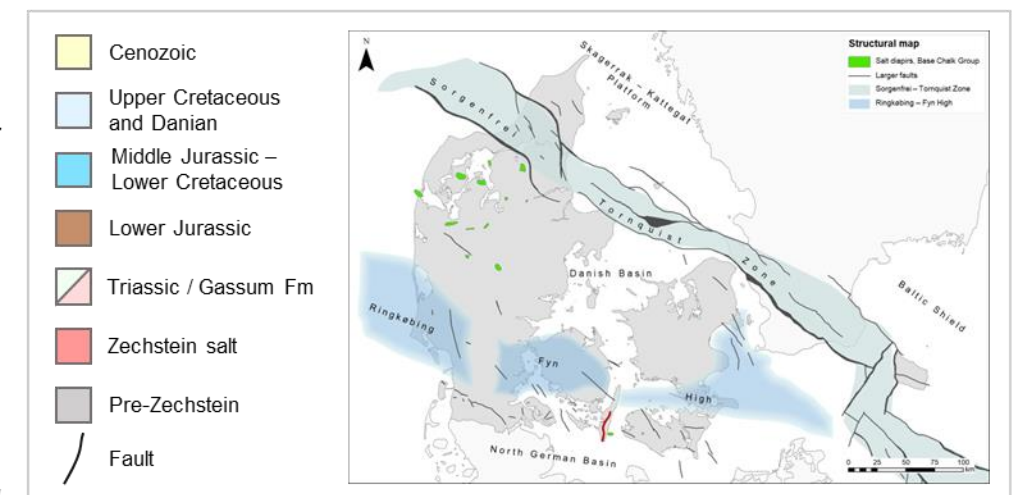 Cenozoic
Upper Cretaceous
and Danian
Middle Jurassic –
Lower Cretaceous
Lower Jurassic
Triassic / Gassum Fm
Zechstein salt
Pre-Zechstein
Fault
N
Skagerrak – Kattegat
Platform
Structural map
Salt diapirs, Base Chalk Group
Larger faults
Sorgenfrei – Tornquist Zone
Ringkøbing – Fyn High
Sorgenfrei -
Tornquist
Zone
Danish Basin
Baltic Shield
Ringkøbing
Fyn
High
North German Basin
0 25 50 75 100
km